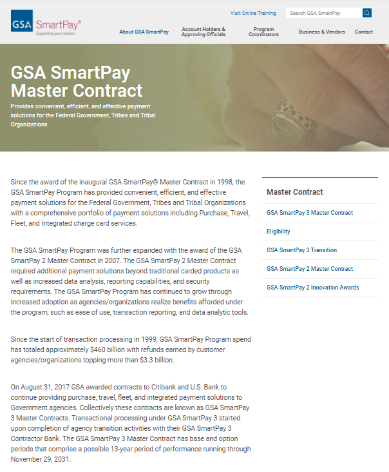 Visit Online Training
Search GSA SmartPay
GSA SmartPay®
Supporting your mission
About GSA SmartPay
Account Holders &
Approving Officials
Program
Coordinators
Business & Vendors
Contact
GSA SmartPay
Master Contract
Provides convenient, efficient, and effective payment
solutions for the Federal Government, Tribes and Tribal
Organizations
Since the award of the inaugural GSA SmartPay® Master Contract in 1998, the
GSA SmartPay Program has provided convenient, efficient, and effective
payment solutions for the Federal Government, Tribes and Tribal Organizations
with a comprehensive portfolio of payment solutions including Purchase, Travel,
Fleet, and Integrated charge card services.
The GSA SmartPay Program was further expanded with the award of the GSA
SmartPay 2 Master Contract in 2007. The GSA SmartPay 2 Master Contract
required additional payment solutions beyond traditional carded products as
well as increased data analysis, reporting capabilities, and security
requirements. The GSA SmartPay Program has continued to grow through
increased adoption as agencies/organizations realize benefits afforded under
the program, such as ease of use, transaction reporting, and data analytic tools.
Since the start of transaction processing in 1999, GSA SmartPay Program spend
has totaled approximately $460 billion with refunds earned by customer
agencies/organizations topping more than $3.3 billion.
On August 31, 2017 GSA awarded contracts to Citibank and U.S. Bank to
continue providing purchase, travel, fleet, and integrated payment solutions to
Government agencies. Collectively these contracts are known as GSA SmartPay
3 Master Contracts. Transactional processing under GSA SmartPay 3 started
upon completion of agency transition activities with their GSA SmartPay 3
Contractor Bank. The GSA SmartPay 3 Master Contract has base and option
periods that comprise a possible 13-year period of performance running through
November 29, 2031.
Master Contract
GSA SmartPay 3 Master Contract
Eligibility
GSA SmartPay 3 Transition
GSA SmartPay 2 Master Contract
GSA SmartPay 2 Innovation Awards